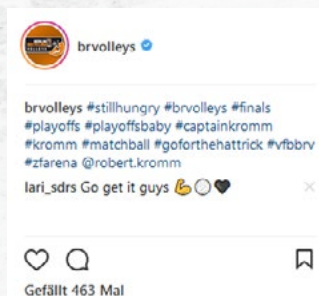 brvolleys
brvolleys #stillhungry #brvolleys #finals
#playoffs #playoffsbaby #captainkromm
#kromm #matchball #goforthehattrick #vfbbrv
#zfarena @robert.kromm
lari_sdrs Go get it guys 💪🏐🖤
Gefällt 463 Mal